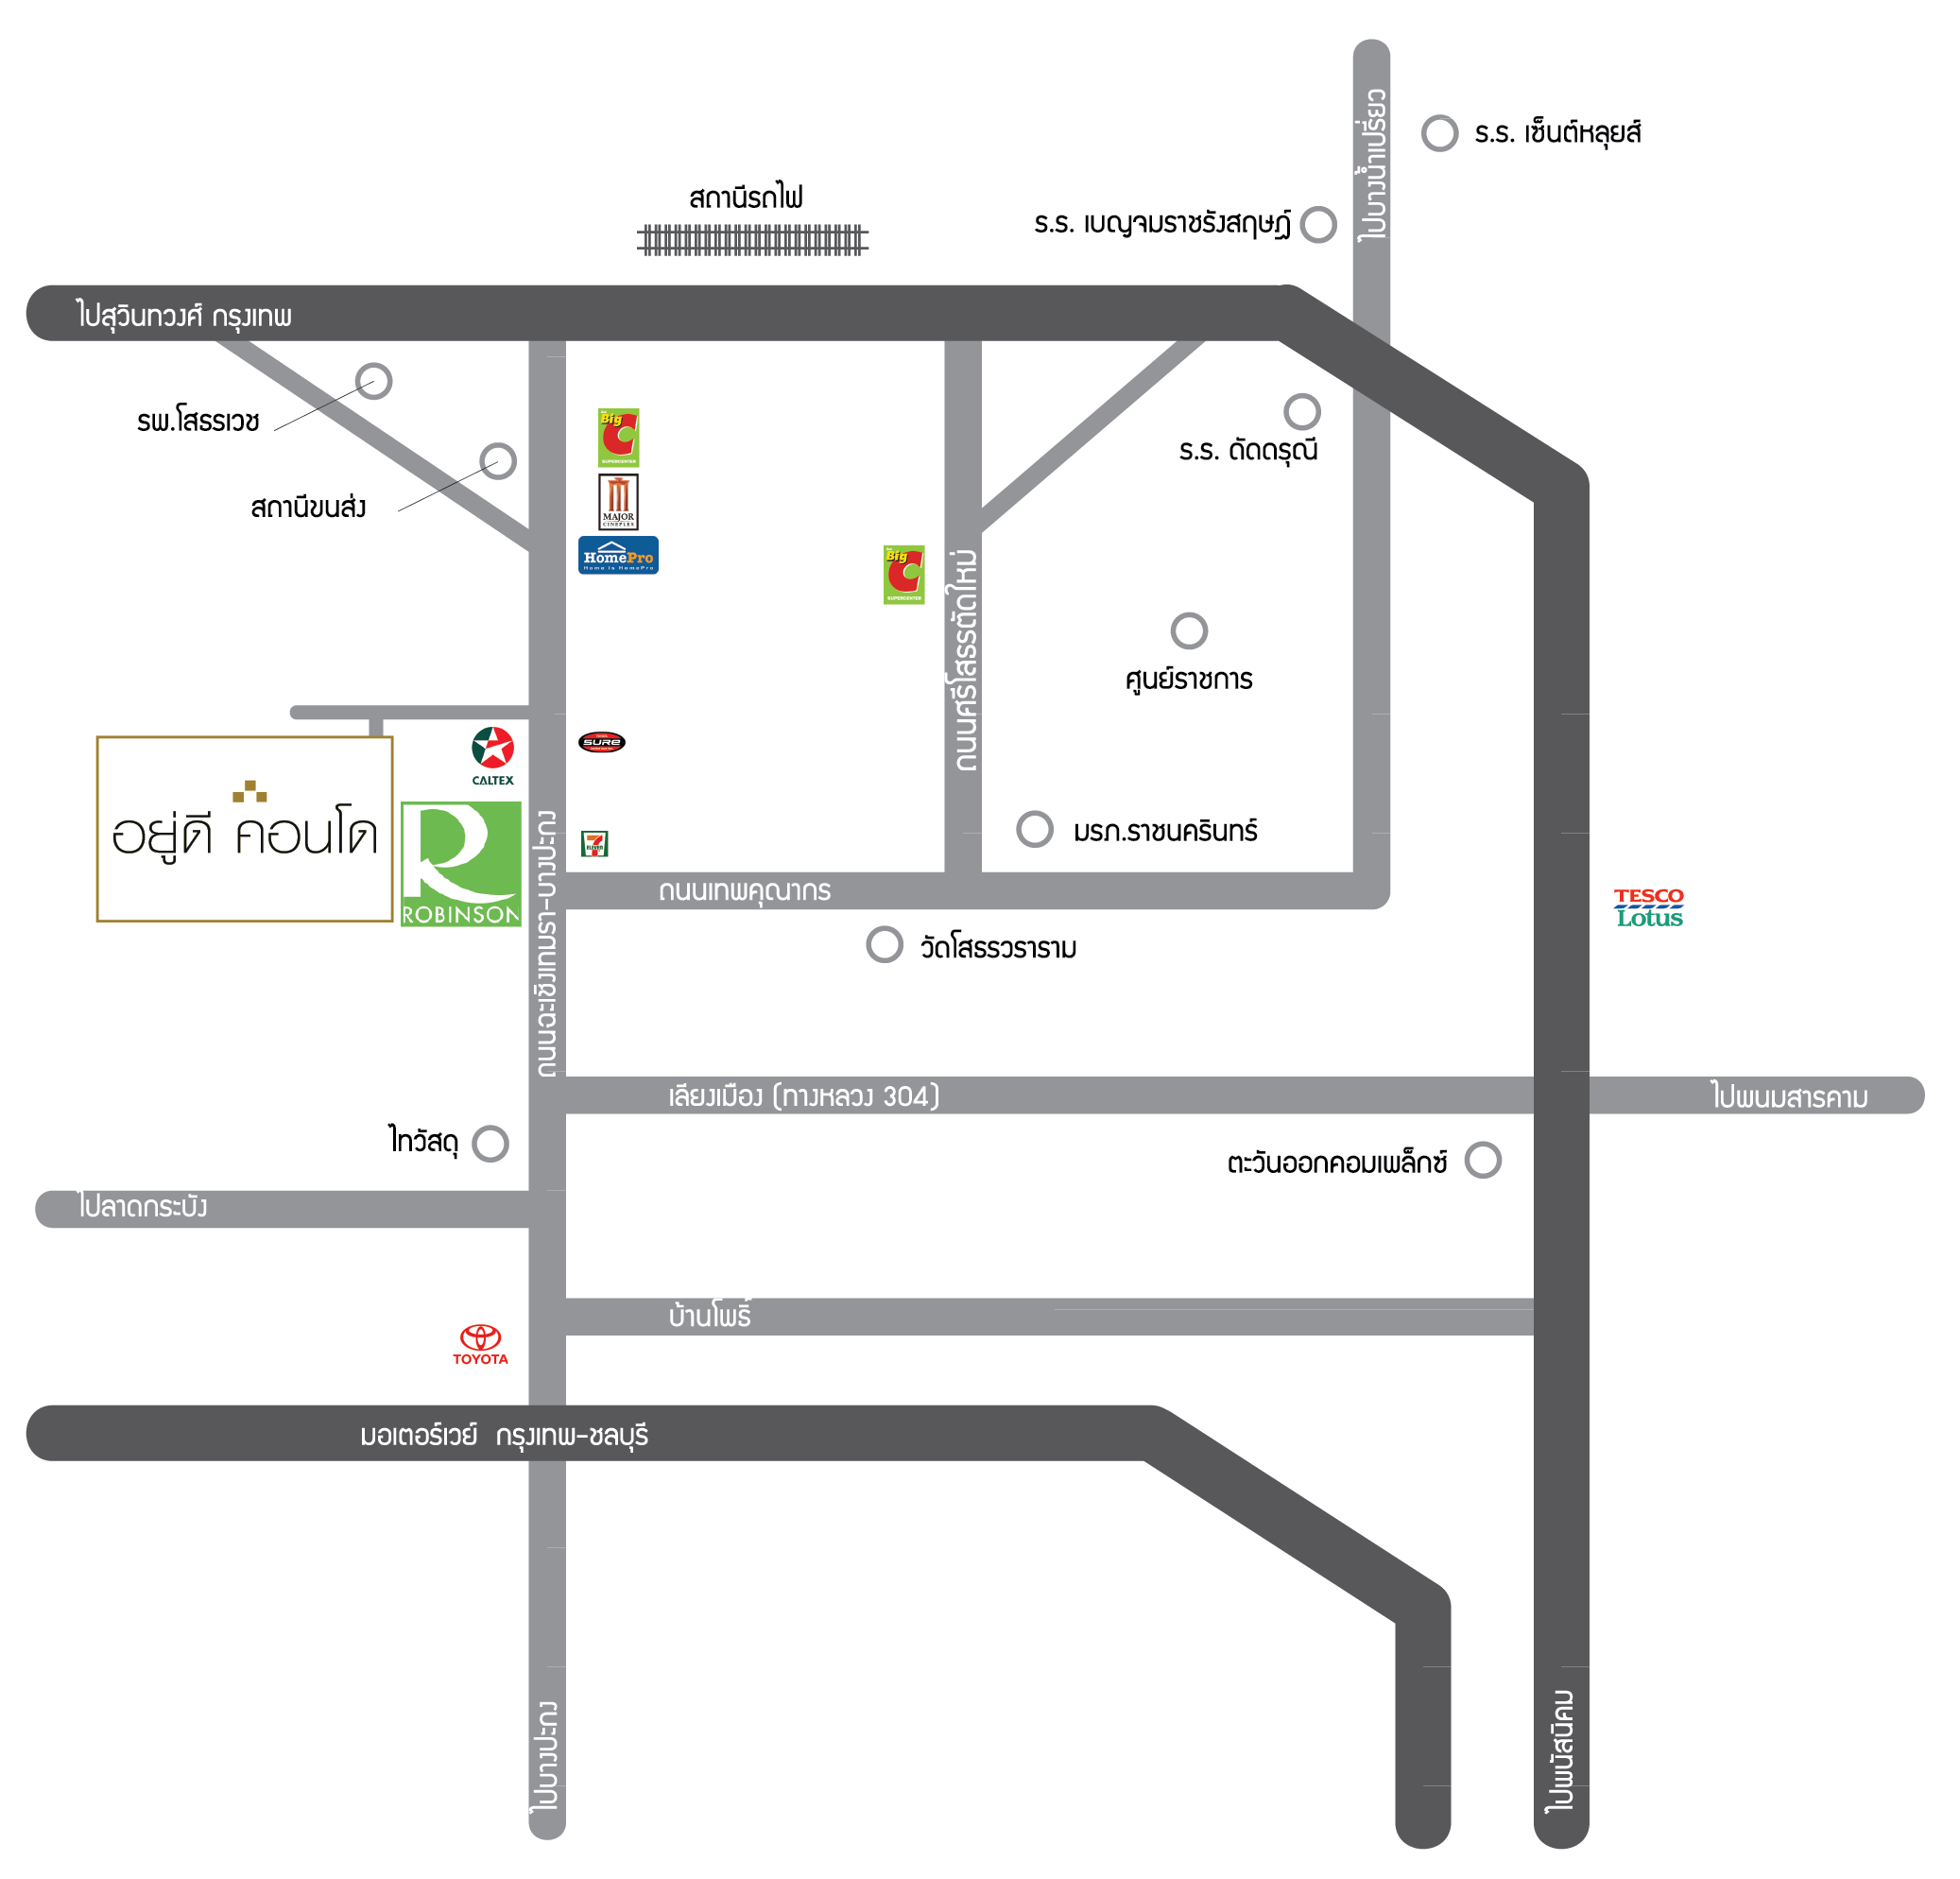 ร.ร. เซ็นต์หลุยส์
ไปบางน้ำเปรี้ยว
สถานีรถไฟ
ร.ร. เบญจมราชรังสฤษฎ์
ไปสุวินทวงศ์ กรุงเทพ
รพ.โสธรเวช
สถานีขนส่ง
Big
C
SUPERCENTER
MAJOR
CINEPLEX
HomePro
Home is HomePro
ร.ร. ดัดดรุณี
Big
C
SUPERCENTER
ถนนศรีโสธรตัดใหม่
ศูนย์ราชการ
CALTEX
SURE
อยู่ดี คอนโด
ROBINSON
7
ELEVEN
มรภ.ราชนครินทร์
ถนนฉะเชิงเทมรา-บางปะกง
ถนนเทพคุณากร
TESCO
Lotus
วัดโสธรวราราม
เลี่ยงเมือง (ทางหลวง 304)
ไปพนมสารคาม
ไทวัสดุ
ตะวันออกคอมเพล็กซ์
ไปลาดกระบัง
บ้านโพธิ์
TOYOTA
มอเตอร์เวย์ กรุงเทพ-ชลบุรี
ไปบางปะกง
ไปพนัสนิคม